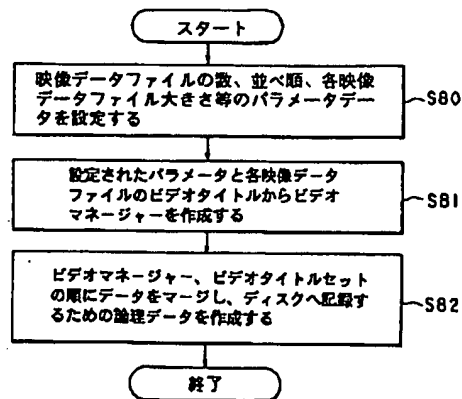 スタート
映像データファイルの数、並べ順、各映像
データファイル大きさ等のパラメータデー
タを設定する
S80
設定されたパラメータと各映像データ
ファイルのビデオタイトルからビデオ
マネージャーを作成する
S81
ビデオマネージャー、ビデオタイトルセット
の順にデータをマージし、ディスクへ記録す
るための論理データを作成する
S82
終了